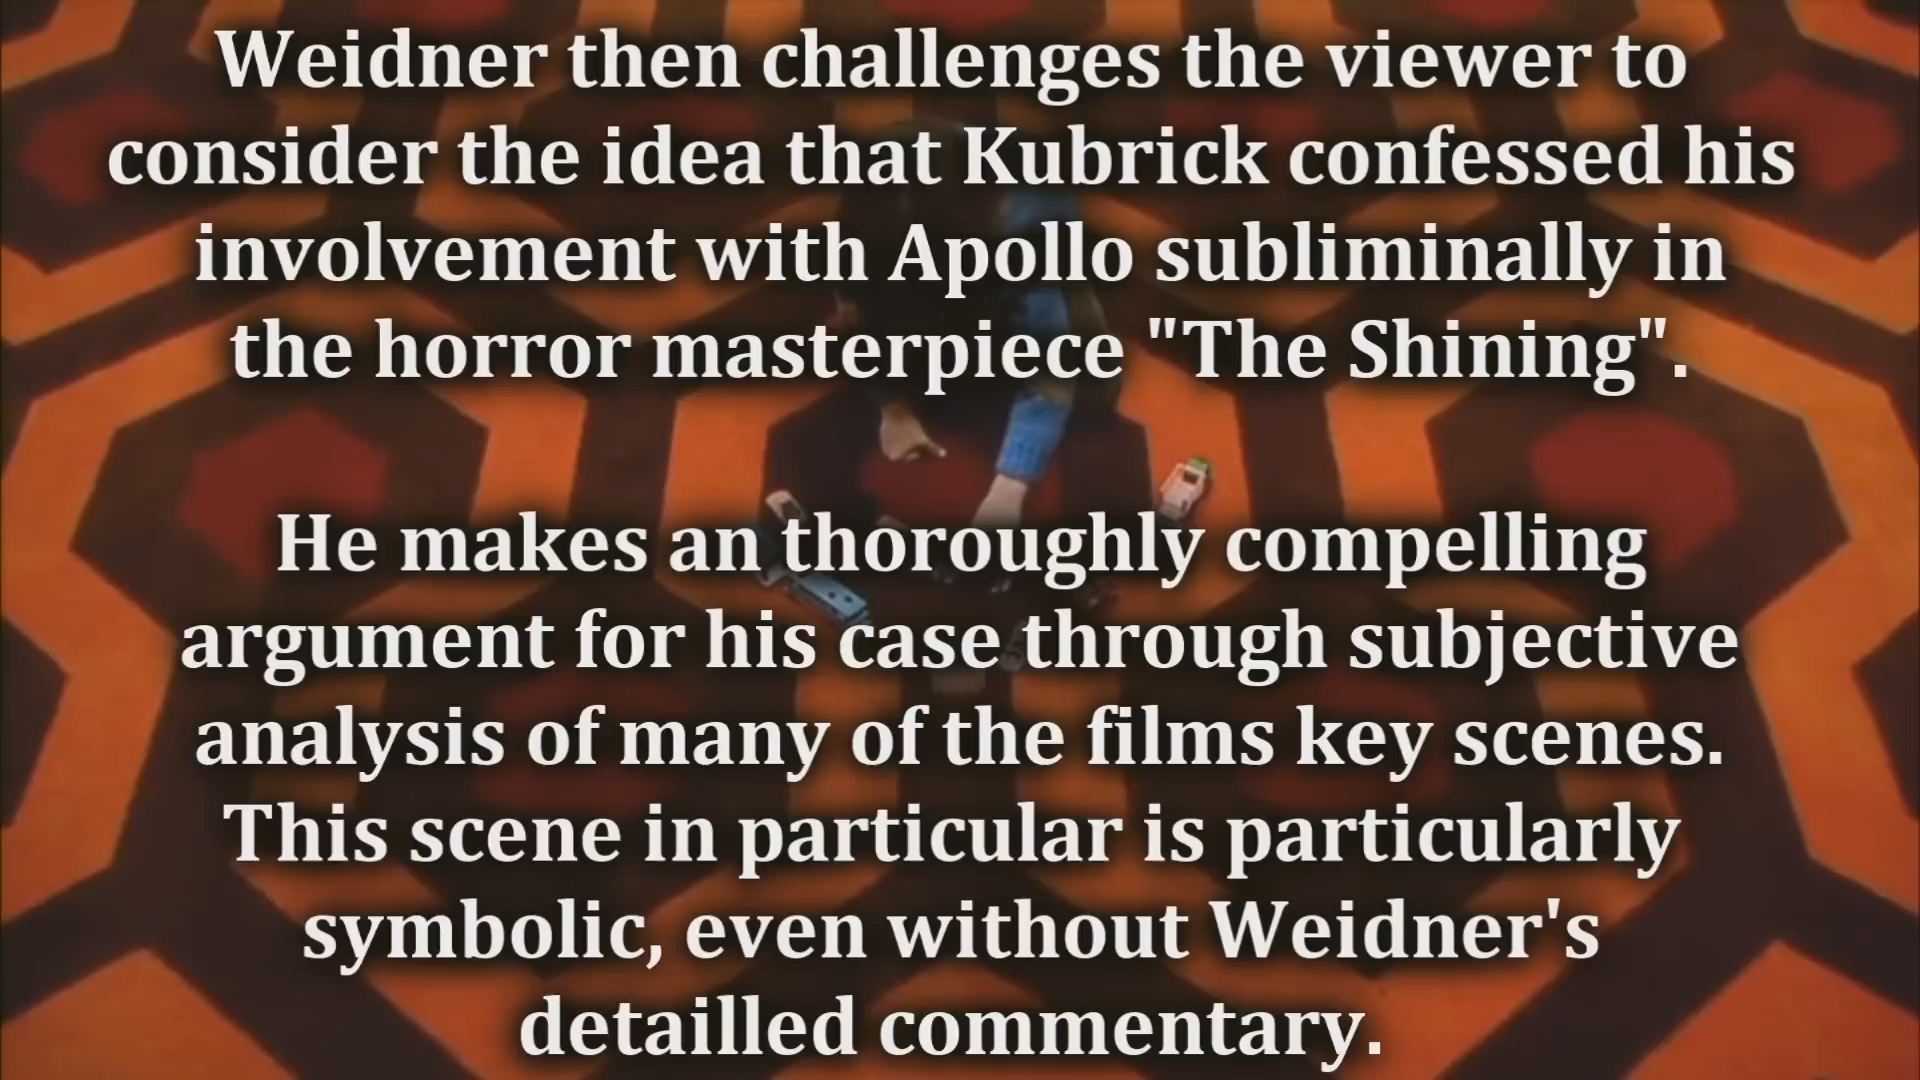 Weidner then challenges the viewer to
consider the idea that Kubrick confessed his
involvement with Apollo subliminally in
the horror masterpiece "The Shining".
He makes an thoroughly compelling
argument for his case through subjective
analysis of many of the films key scenes.
This scene in particular is particularly
symbolic, even without Weidner's
detailled commentary.